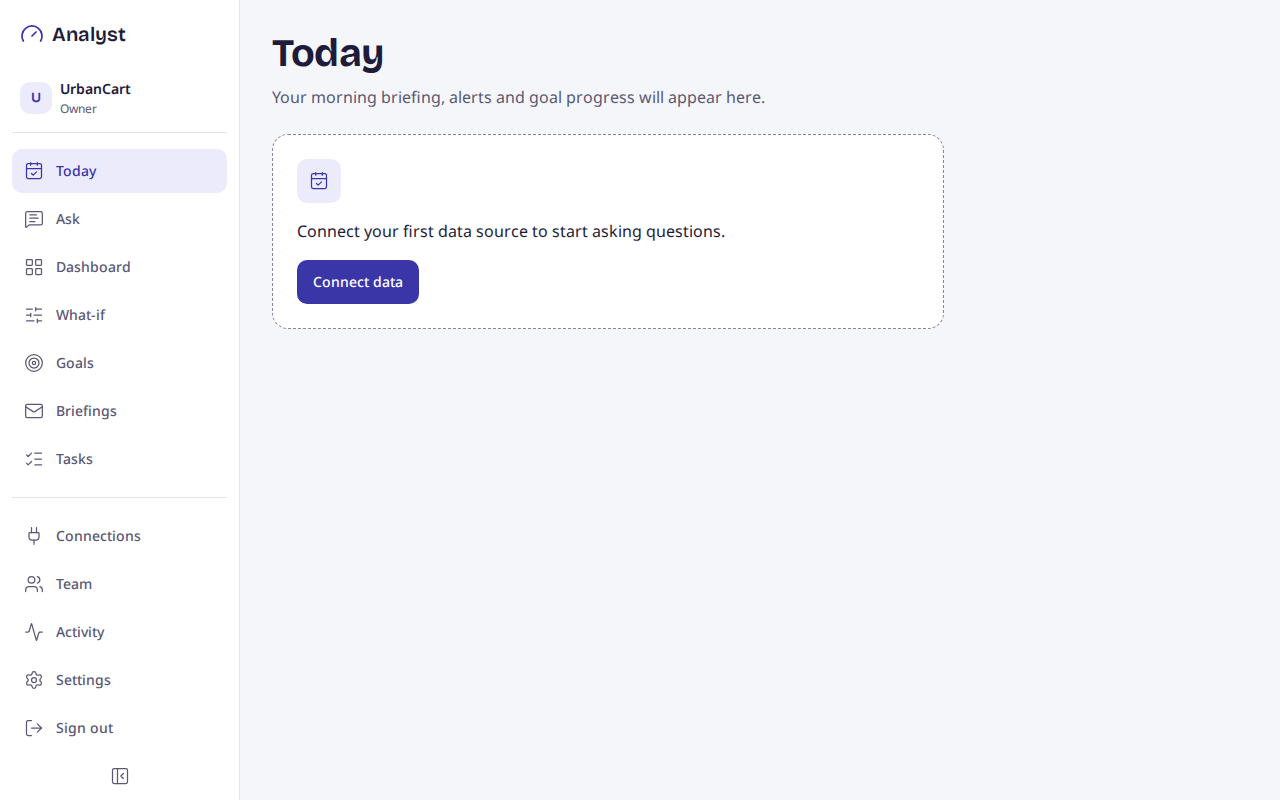 Analyst
U
UrbanCart
Owner
Today
Ask
Dashboard
What-if
Goals
Briefings
Tasks
Connections
Team
Activity
Settings
Sign out
Today
Your morning briefing, alerts and goal progress will appear here.
Connect your first data source to start asking questions.
Connect data